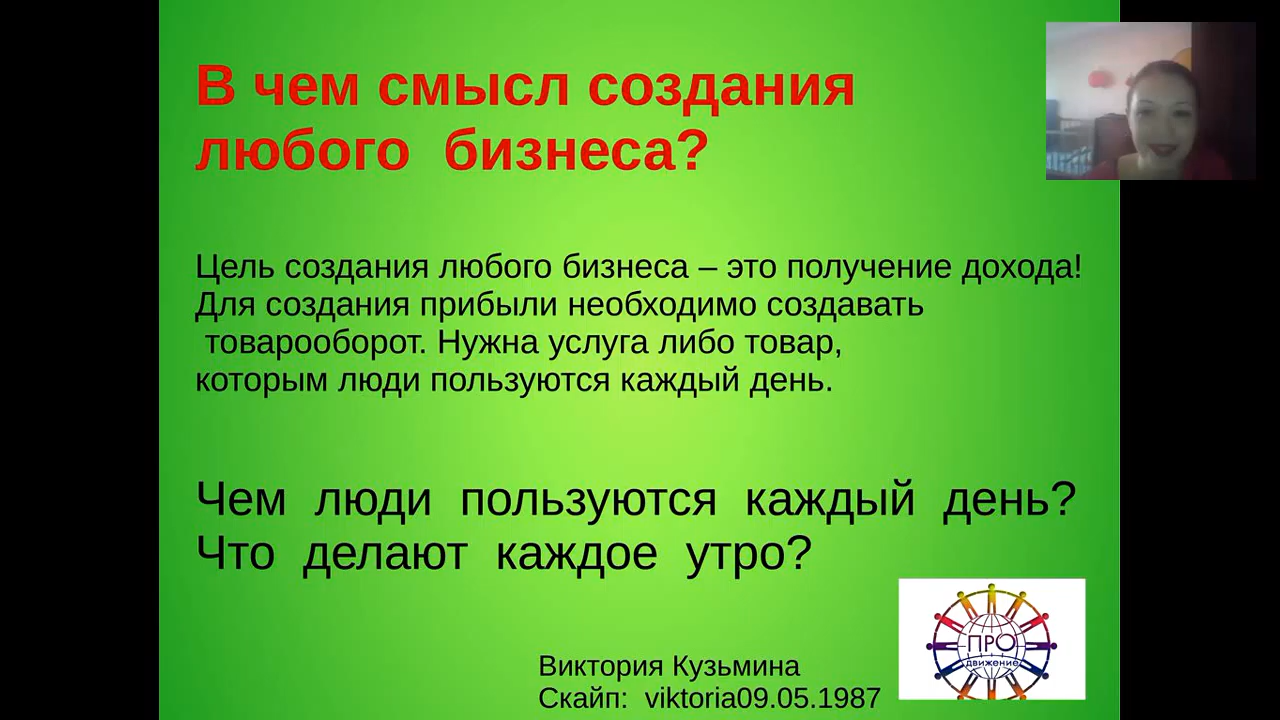 В чем смысл создания
любого бизнеса?
Цель создания любого бизнеса – это получение дохода!
Для создания прибыли необходимо создавать
товарооборот. Нужна услуга либо товар,
которым люди пользуются каждый день.
Чем люди пользуются каждый день?
Что делают каждое утро?
ПРО
движение
Виктория Кузьмина
Скайп: viktoria09.05.1987